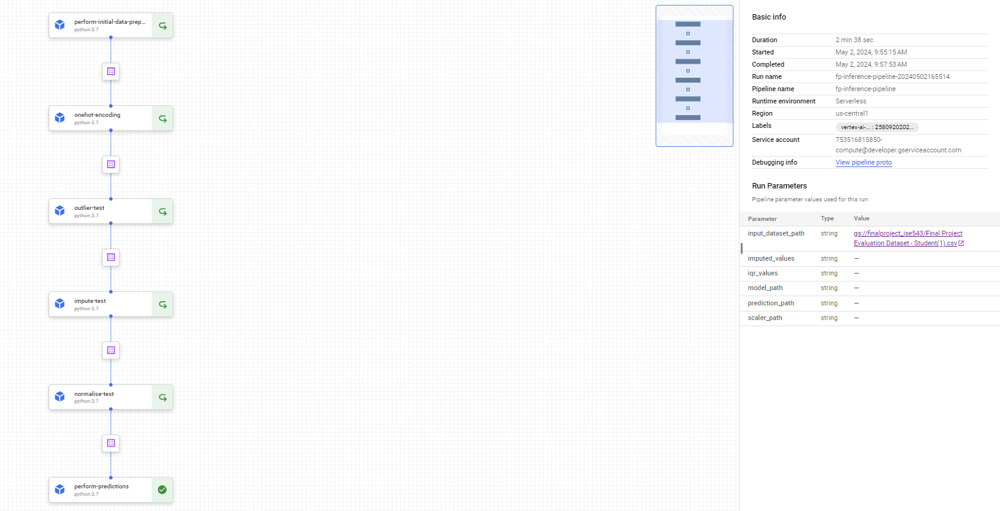 perform-initial-data-prep...
python:3.7
onehot-encoding
python:3.7
outlier-test
python:3.7
impute-test
python:3.7
normalise-test
python:3.7
perform-predictions
python:3.7
Basic info
Duration 2 min 38 sec
Started May 2, 2024, 9:55:15 AM
Completed May 2, 2024, 9:57:53 AM
Run name fp-inference-pipeline-20240502165514
Pipeline name fp-inference-pipeline
Runtime environment Serverless
Region us-central1
Labels vertex-ai-... : 2580920202...
Service account 753516815850-
compute@developer.gserviceaccount.com
Debugging info View pipeline proto
Run Parameters
Pipeline parameter values used for this run
Parameter Type Value
input_dataset_path string gs://finalproject_ise543/Final Project
Evaluation Dataset - Student(1).csv
imputed_values string —
iqr_values string —
model_path string —
prediction_path string —
scaler_path string —